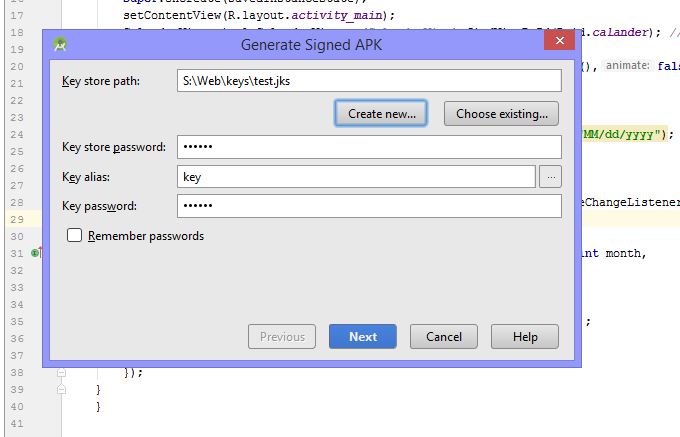 16
17 setContentView(R.layout.activity_main);
18 .calander); //
Generate Signed APK
Key store path: S:\Web\keys\test.jks
20 (), animate: fals
21
22
Create new... Choose existing...
23
24 MM/dd/yyyy");
Key store password: ••••••
25
26
Key alias: key ...
27
28 eChangeListener
Key password: ••••••
29
30
Remember passwords
31 int month,
32
33
34
35 ;
36
Previous Next Cancel Help
37
38 });
39 }
40 }
41